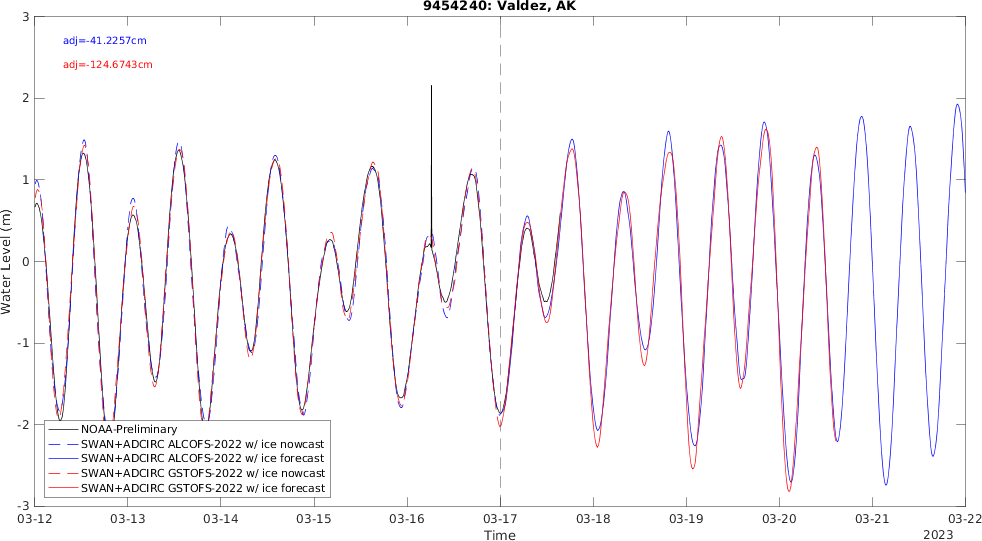 9454240: Valdez, AK
adj=-41.2257cm
adj=-124.6743cm
Water Level (m)
3
2
1
0
-1
-2
-3
NOAA-Preliminary
SWAN+ADCIRC ALCOFS-2022 w/ ice nowcast
SWAN+ADCIRC ALCOFS-2022 w/ ice forecast
SWAN+ADCIRC GSTOFS-2022 w/ ice nowcast
SWAN+ADCIRC GSTOFS-2022 w/ ice forecast
03-12 03-13 03-14 03-15 03-16 03-17 03-18 03-19 03-20 03-21 03-22
Time
2023